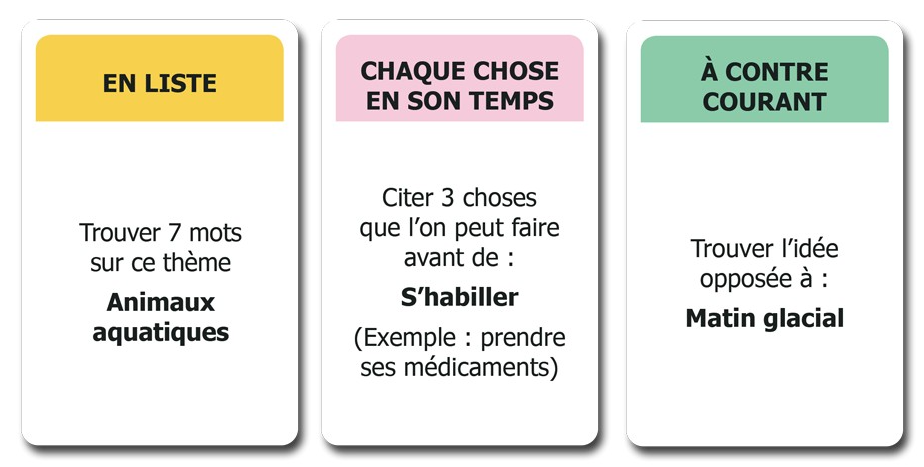 EN LISTE
Trouver 7 mots
sur ce thème
Animaux
aquatiques
CHAQUE CHOSE
EN SON TEMPS
Citer 3 choses
que l’on peut faire
avant de :
S’habiller
(Exemple : prendre
ses médicaments)
À CONTRE
COURANT
Trouver l’idée
opposée à :
Matin glacial